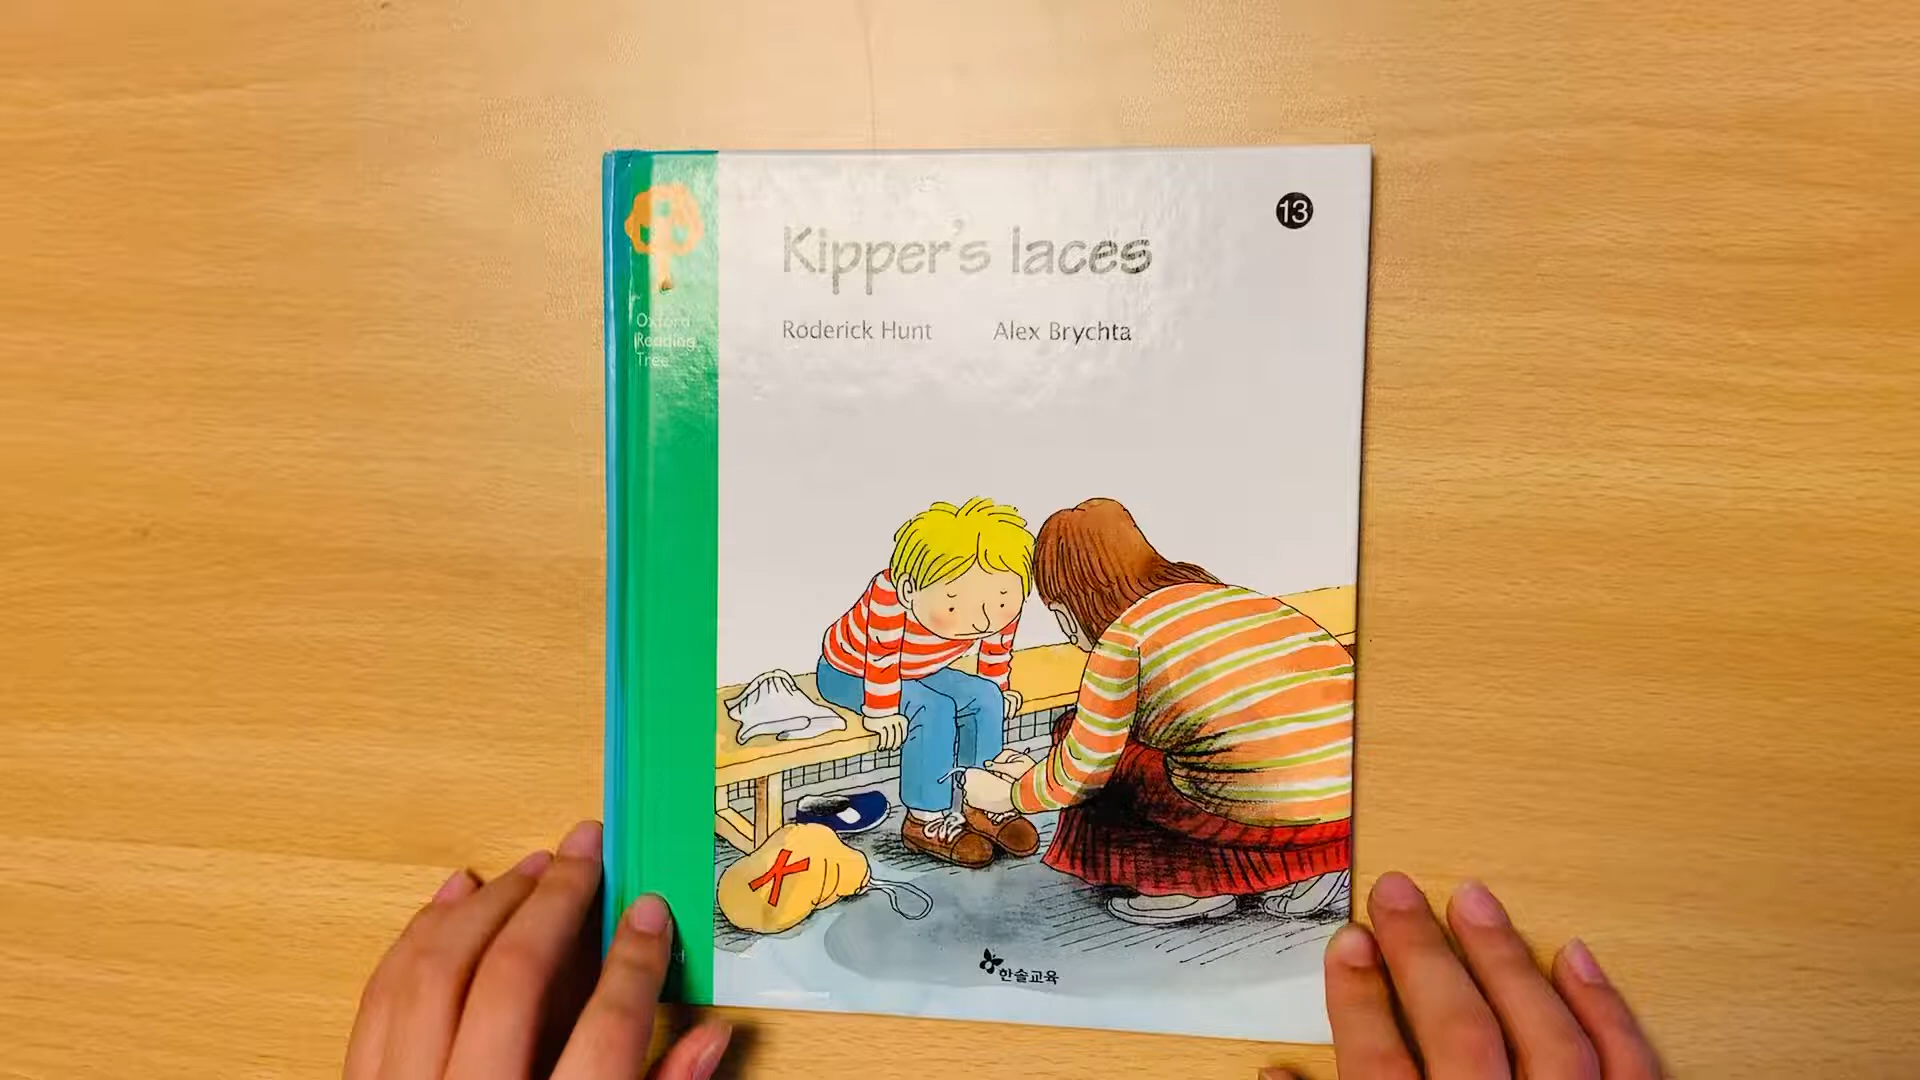 13
Kipper's laces
Roderick Hunt Alex Brychta
Oxford
Reading
Tree
K
한솔교육